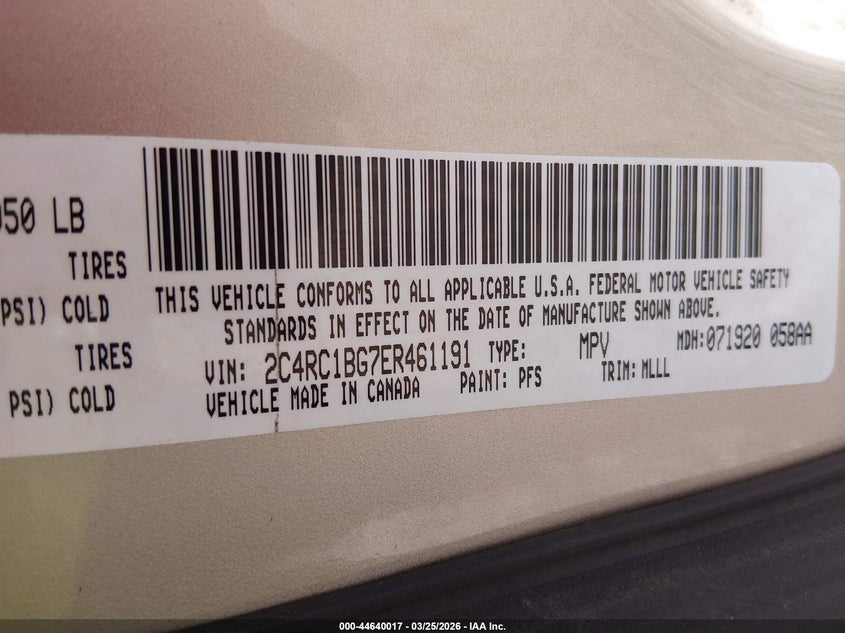 050 LB
TIRES
PSI) COLD
TIRES
PSI) COLD
THIS VEHICLE CONFORMS TO ALL APPLICABLE U.S.A. FEDERAL MOTOR VEHICLE SAFETY
STANDARDS IN EFFECT ON THE DATE OF MANUFACTURE SHOWN ABOVE.
VIN: 2C4RC1BG7ER461191 TYPE: MPV MDH:071920 058AA
VEHICLE MADE IN CANADA PAINT: PFS TRIM: MLLL
000-44640017 — 03/25/2026 — IAA Inc.